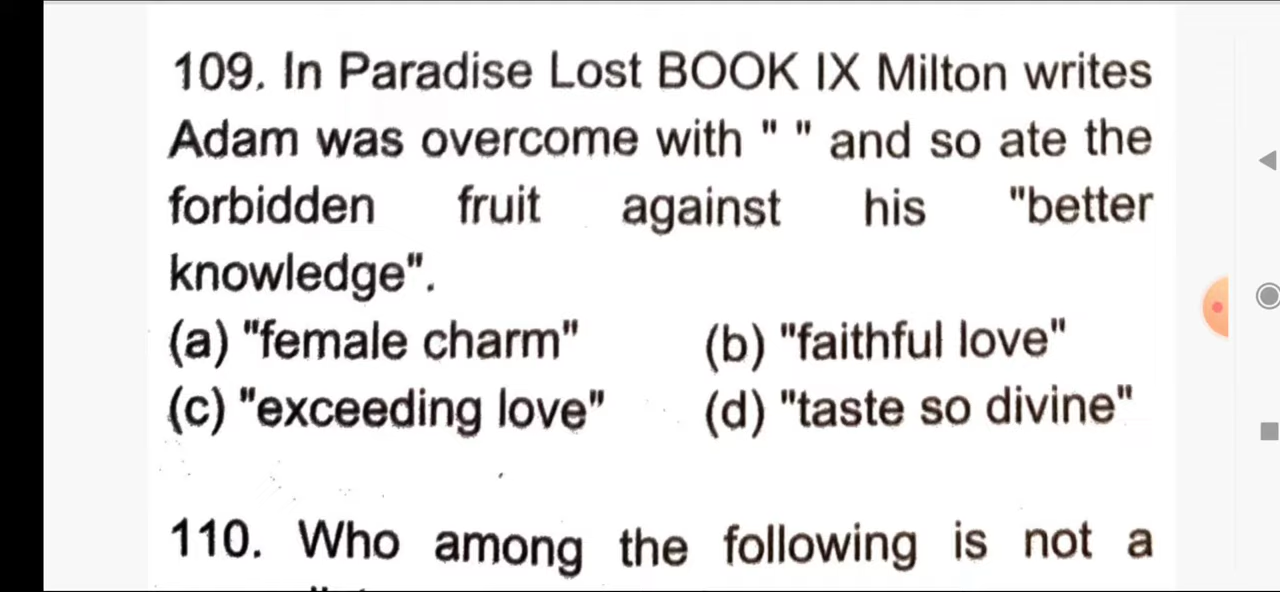 109. In Paradise Lost BOOK IX Milton writes
Adam was overcome with " " and so ate the
forbidden fruit against his "better
knowledge".
(a) "female charm" (b) "faithful love"
(c) "exceeding love" (d) "taste so divine"
110. Who among the following is not a